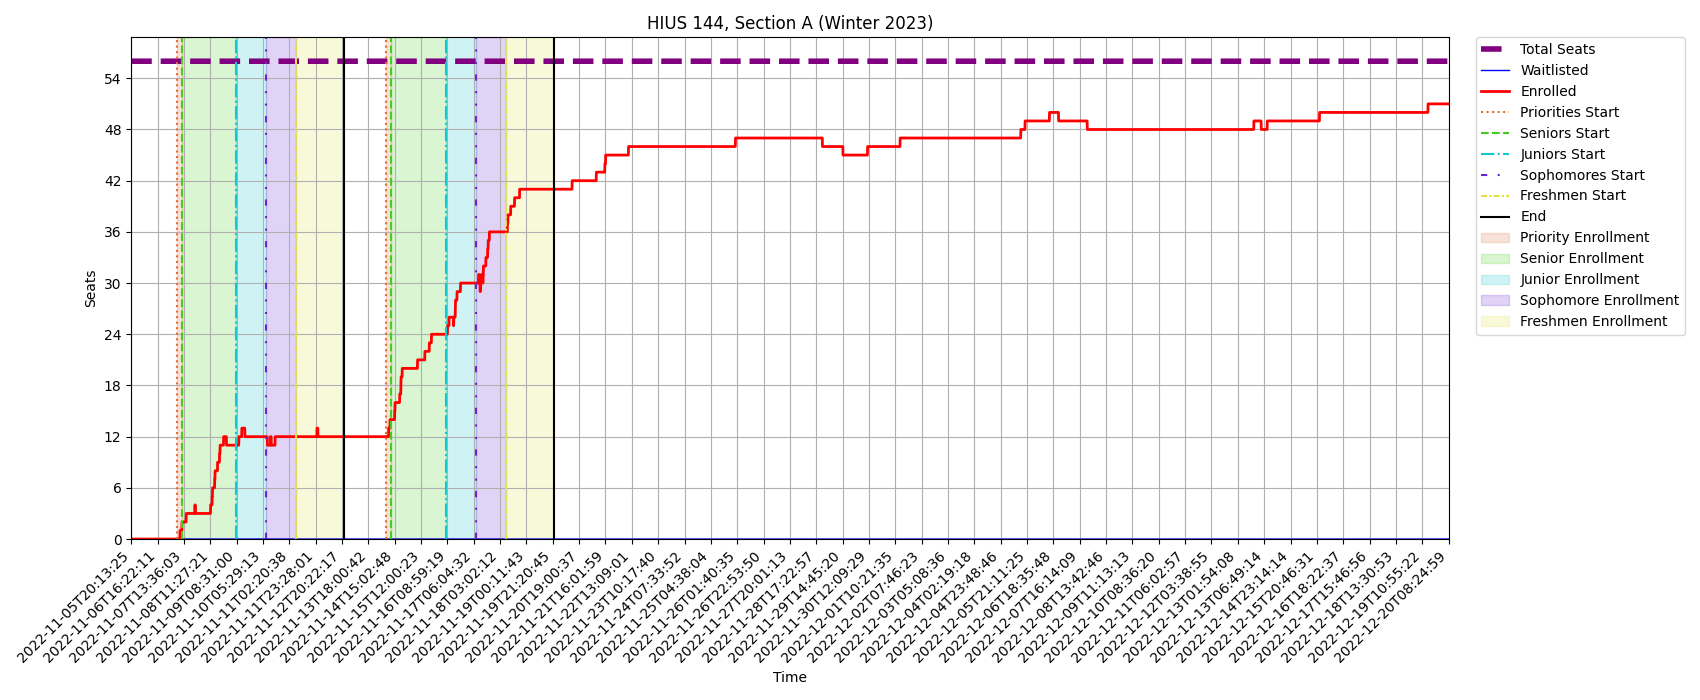 HIUS 144, Section A (Winter 2023)
Total Seats
Waitlisted
Enrolled
Priorities Start
Seniors Start
Juniors Start
Sophomores Start
Freshmen Start
End
Priority Enrollment
Senior Enrollment
Junior Enrollment
Sophomore Enrollment
Freshmen Enrollment
Seats
54
48
42
36
30
24
18
12
6
0
2022-11-05T20:13:25
2022-11-06T16:22:11
2022-11-07T13:36:03
2022-11-08T11:27:21
2022-11-09T08:31:00
2022-11-10T05:29:13
2022-11-11T02:20:38
2022-11-11T23:28:01
2022-11-12T20:22:17
2022-11-13T18:00:42
2022-11-14T15:02:48
2022-11-15T12:00:23
2022-11-16T08:59:19
2022-11-17T06:04:32
2022-11-18T03:02:12
2022-11-19T00:11:43
2022-11-19T21:20:45
2022-11-20T19:00:37
2022-11-21T16:01:59
2022-11-22T13:09:01
2022-11-23T10:17:40
2022-11-24T07:33:52
2022-11-25T04:38:04
2022-11-26T01:40:35
2022-11-26T22:53:50
2022-11-27T20:01:13
2022-11-28T17:22:57
2022-11-29T14:45:20
2022-11-30T12:09:29
2022-12-01T10:21:35
2022-12-02T07:46:23
2022-12-03T05:08:36
2022-12-04T02:19:18
2022-12-04T23:48:46
2022-12-05T21:11:25
2022-12-06T18:35:48
2022-12-07T16:14:09
2022-12-08T13:42:46
2022-12-09T11:13:13
2022-12-10T08:36:20
2022-12-11T06:02:57
2022-12-12T03:38:55
2022-12-13T01:54:08
2022-12-13T06:49:14
2022-12-14T23:14:14
2022-12-15T20:46:31
2022-12-16T18:22:37
2022-12-17T15:46:56
2022-12-18T13:30:53
2022-12-19T10:55:22
2022-12-20T08:24:59
Time